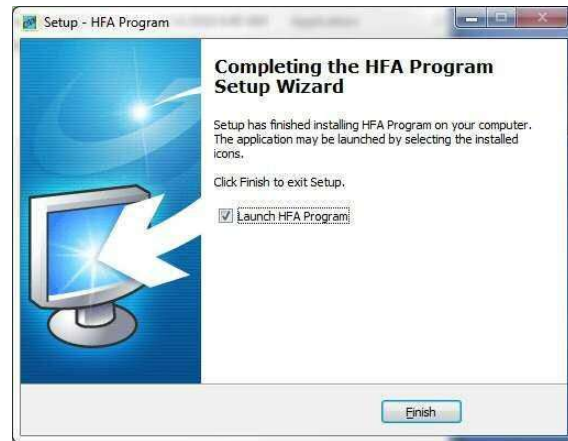 Setup - HFA Program
Completing the HFA Program
Setup Wizard
Setup has finished installing HFA Program on your computer.
The application may be launched by selecting the installed
icons.
Click Finish to exit Setup.
Launch HFA Program
Finish